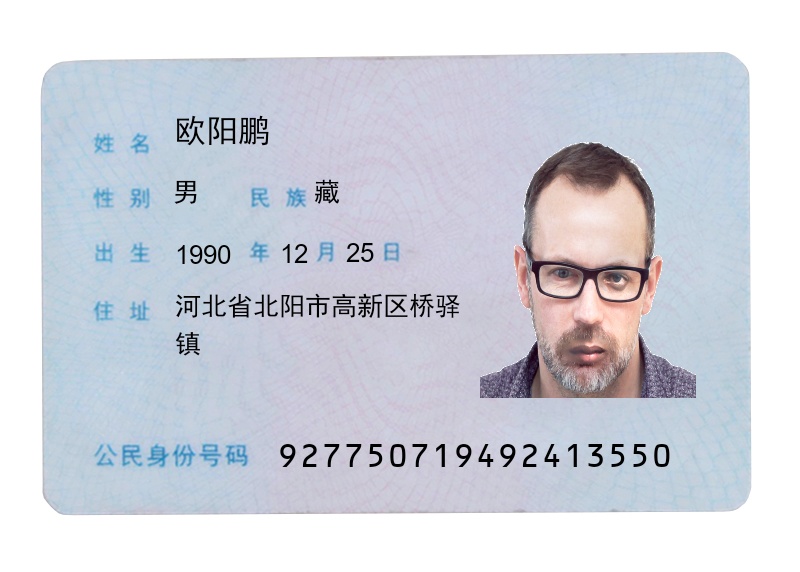 姓名 欧阳鹏
性别 男 民族 藏
出生 1990 年 12 月 25 日
住址 河北省北阳市高新区桥驿
镇
公民身份号码 927750719492413550